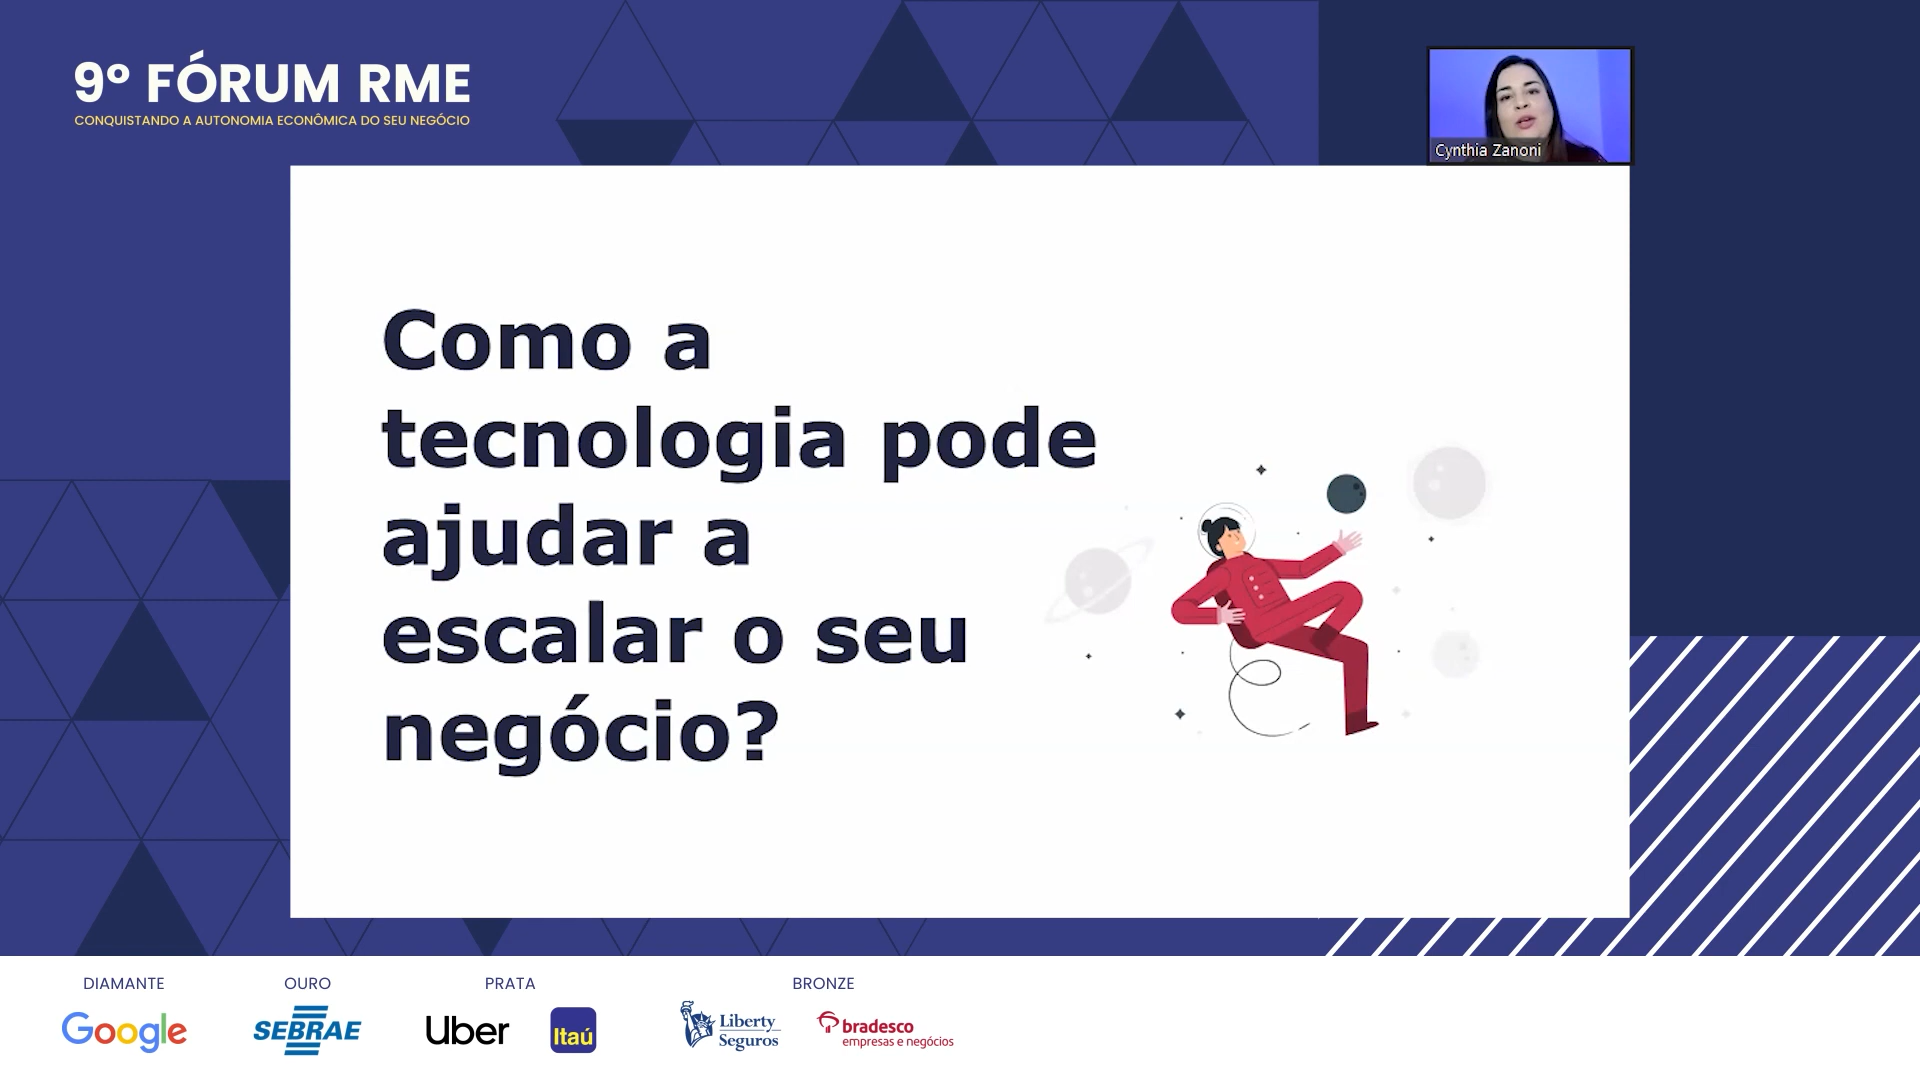 9º FÓRUM RME
CONQUISTANDO A AUTONOMIA ECONÔMICA DO SEU NEGÓCIO
Cynthia Zanoni
Como a
tecnologia pode
ajudar a
escalar o seu
negócio?
DIAMANTE
Google
OURO
SEBRAE
PRATA
Uber
Itaú
BRONZE
Liberty
Seguros
bradesco
empresas e negócios